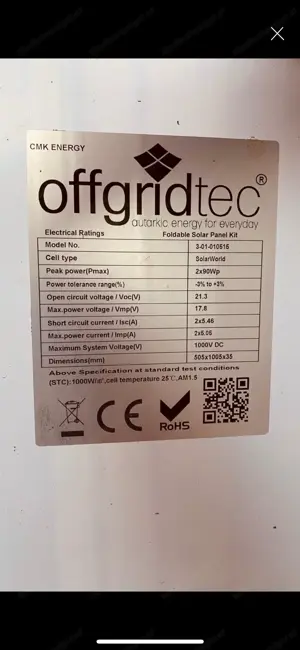 CMK ENERGY
offgridtec®
autarkic energy for everyday
Electrical Ratings Foldable Solar Panel Kit
Model No. 3-01-010515
Cell type SolarWorld
Peak power(Pmax) 2x90Wp
Power tolerance range(%) -3% to +3%
Open circuit voltage / Voc(V) 21.3
Max.power voltage / Vmp(V) 17.8
Short circuit current / Isc(A) 2x5.46
Max.power current / Imp(A) 2x5.06
Maximum System Voltage(V) 1000V DC
Dimensions(mm) 505x1005x35
Above Specification at standard test conditions
(STC):1000W/㎡,cell temperature 25℃,AM1.5
CE
RoHS